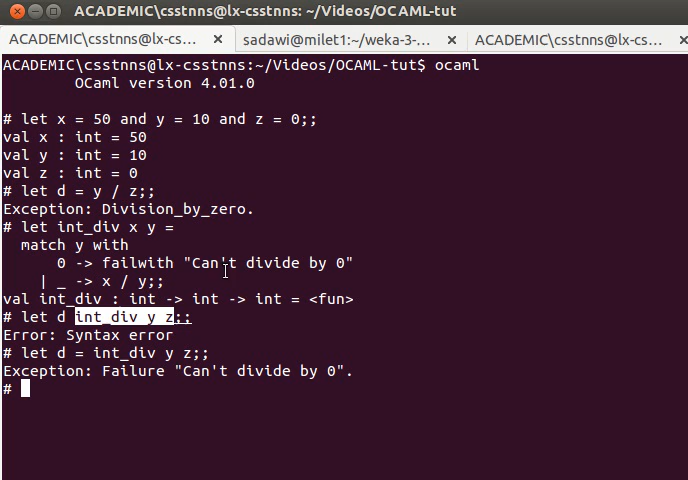 ACADEMIC\csstnns@lx-csstnns: ~/Videos/OCAML-tut
ACADEMIC\csstnns@lx-cs... sadawi@milet1:~/weka-3-... ACADEMIC\csstnns@lx-cs...
ACADEMIC\csstnns@lx-csstnns:~/Videos/OCAML-tut$ ocaml
        OCaml version 4.01.0
# let x = 50 and y = 10 and z = 0;;
val x : int = 50
val y : int = 10
val z : int = 0
# let d = y / z;;
Exception: Division_by_zero.
# let int_div x y =
  match y with
      0 -> failwith "Can't divide by 0"
    | _ -> x / y;;
val int_div : int -> int -> int = <fun>
# let d int_div y z;;
Error: Syntax error
# let d = int_div y z;;
Exception: Failure "Can't divide by 0".
#